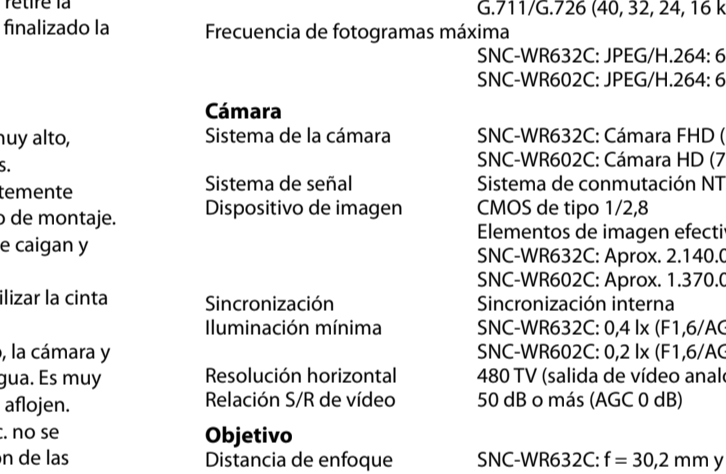 retire la
finalizado la
muy alto,
s.
temente
o de montaje.
e caigan y
ilizar la cinta
, la cámara y
gua. Es muy
aflojen.
c. no se
ón de las
G.711/G.726 (40, 32, 24, 16 k
Frecuencia de fotogramas máxima
SNC-WR632C: JPEG/H.264: 6
SNC-WR602C: JPEG/H.264: 6
Cámara
Sistema de la cámara SNC-WR632C: Cámara FHD (
SNC-WR602C: Cámara HD (7
Sistema de señal Sistema de conmutación NT
Dispositivo de imagen CMOS de tipo 1/2,8
Elementos de imagen efecti
SNC-WR632C: Aprox. 2.140.0
SNC-WR602C: Aprox. 1.370.0
Sincronización Sincronización interna
Iluminación mínima SNC-WR632C: 0,4 lx (F1,6/AG
SNC-WR602C: 0,2 lx (F1,6/AG
Resolución horizontal 480 TV (salida de vídeo analo
Relación S/R de vídeo 50 dB o más (AGC 0 dB)
Objetivo
Distancia de enfoque SNC-WR632C: f = 30,2 mm y